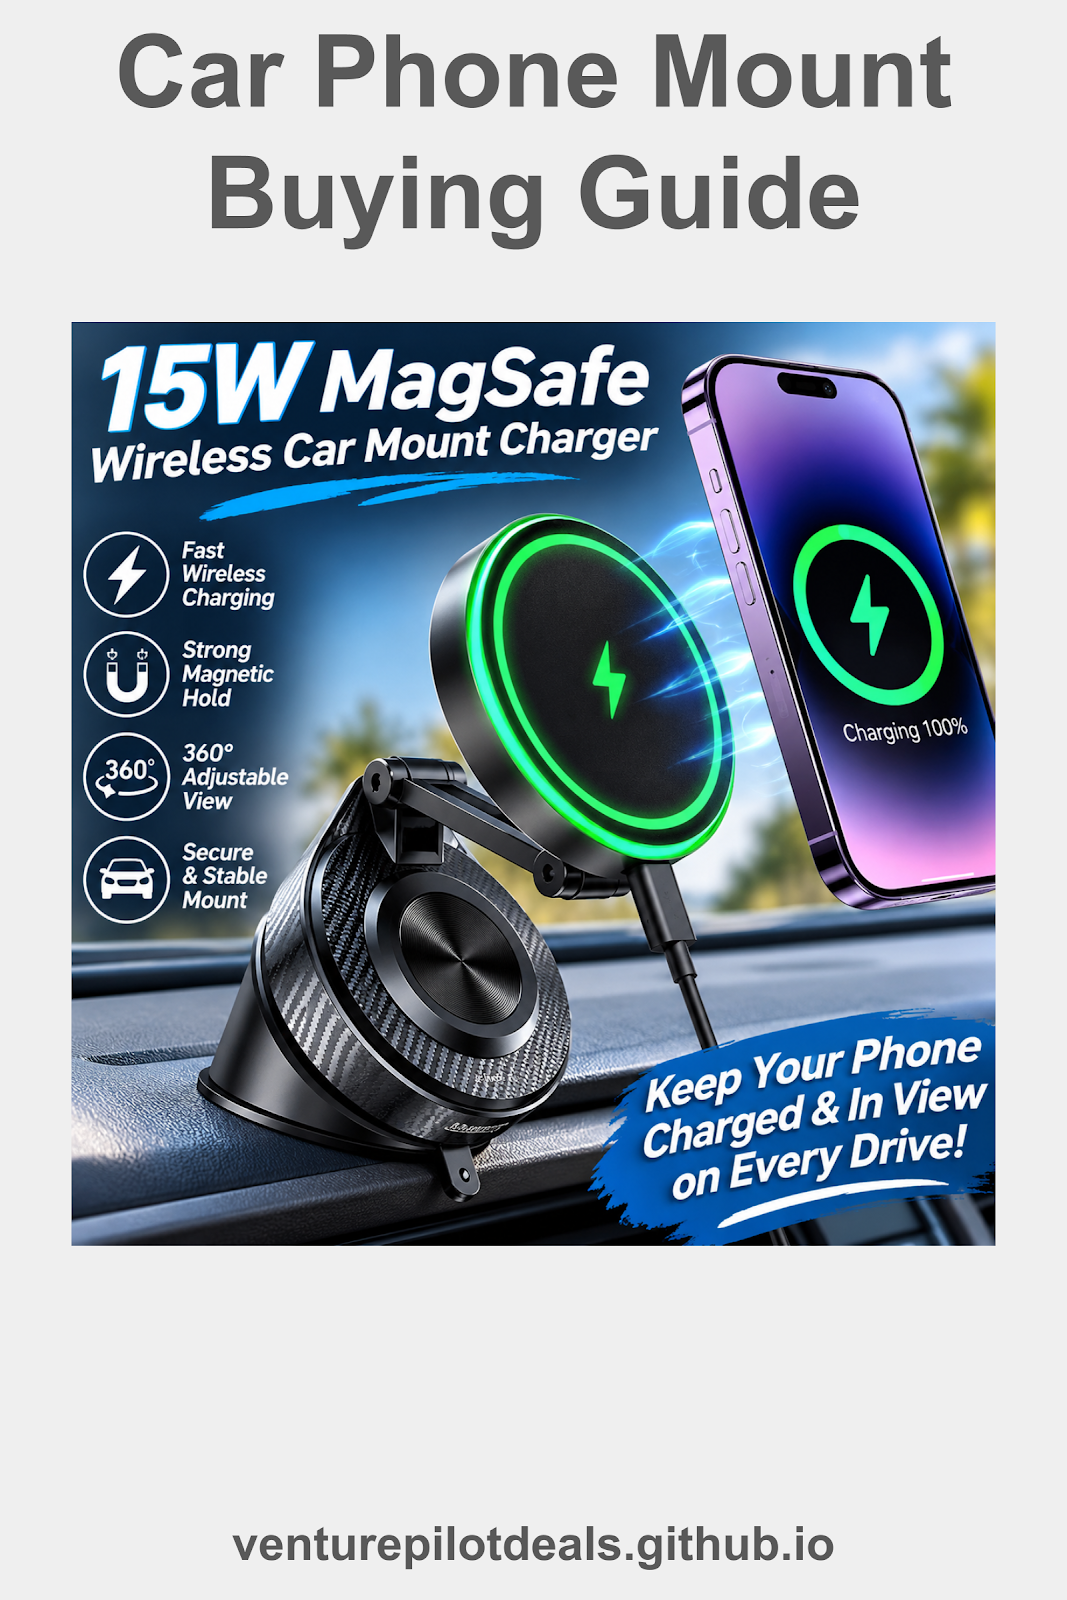 Car Phone Mount
Buying Guide
15W MagSafe
Wireless Car Mount Charger
Fast
Wireless
Charging
Strong
Magnetic
Hold
360°
360°
Adjustable
View
Secure
& Stable
Mount
Charging 100%
Keep Your Phone
Charged & In View
on Every Drive!
venturepilotdeals.github.io